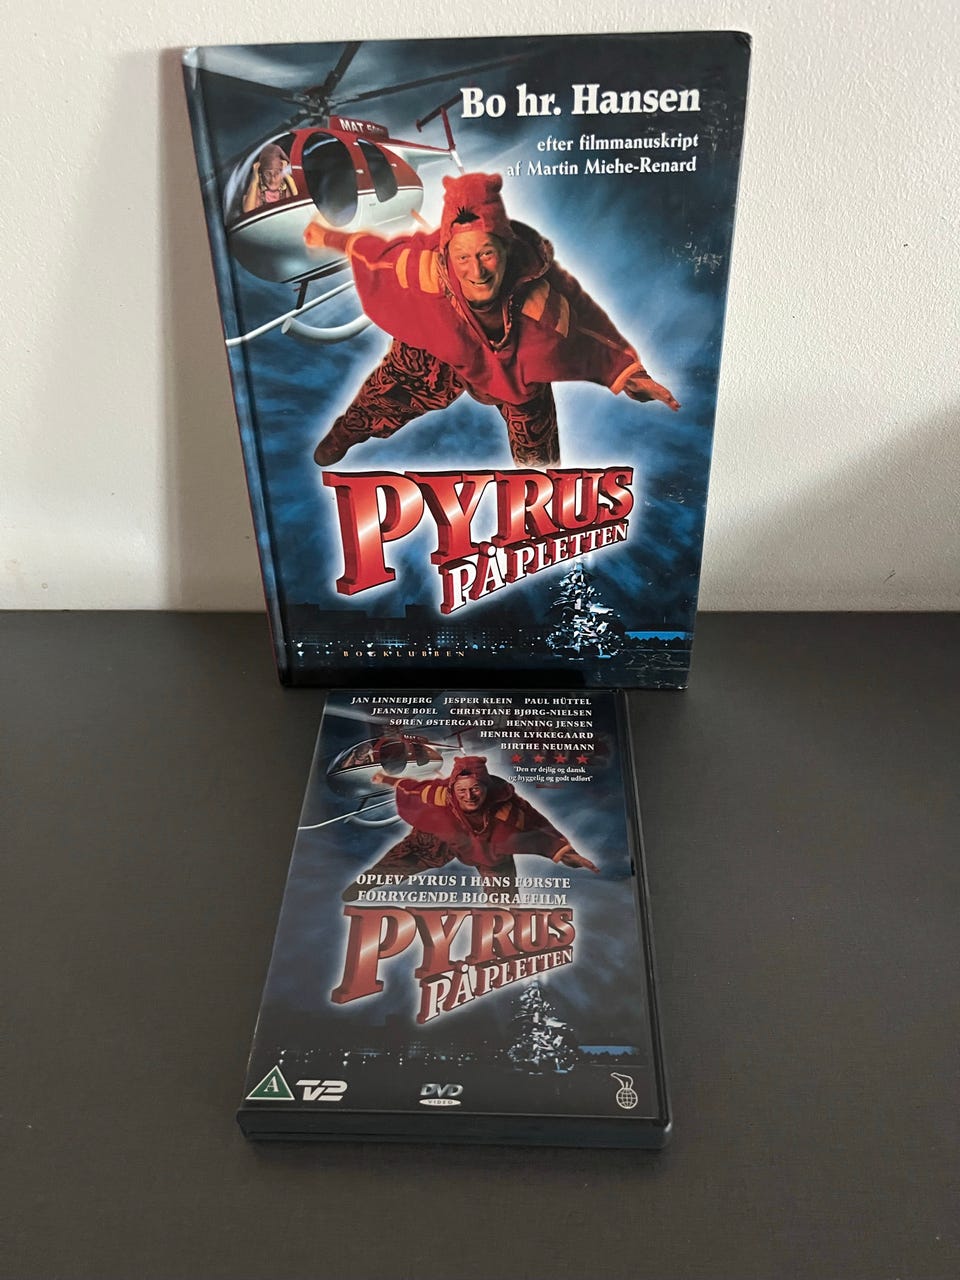 MAT
Bo hr. Hansen
efter filmmanuskript
af Martin Miehe-Renard
PYRUS
PÅ PLETTEN
BOGKLUBBEN
JAN LINNEBJERG JESPER KLEIN PAUL HÜTTEL
JEANNE BOEL CHRISTIANE BJØRG-NIELSEN
SØREN ØSTERGAARD HENNING JENSEN
HENRIK LYKKEGAARD
BIRTHE NEUMANN
"Den er dejlig og dansk
og hyggelig og godt udført"
MAT
OPLEV PYRUS I HANS FØRSTE
FORRYGENDE BIOGRAFFILM
PYRUS
PÅ PLETTEN
A TV2 DVD
VIDEO